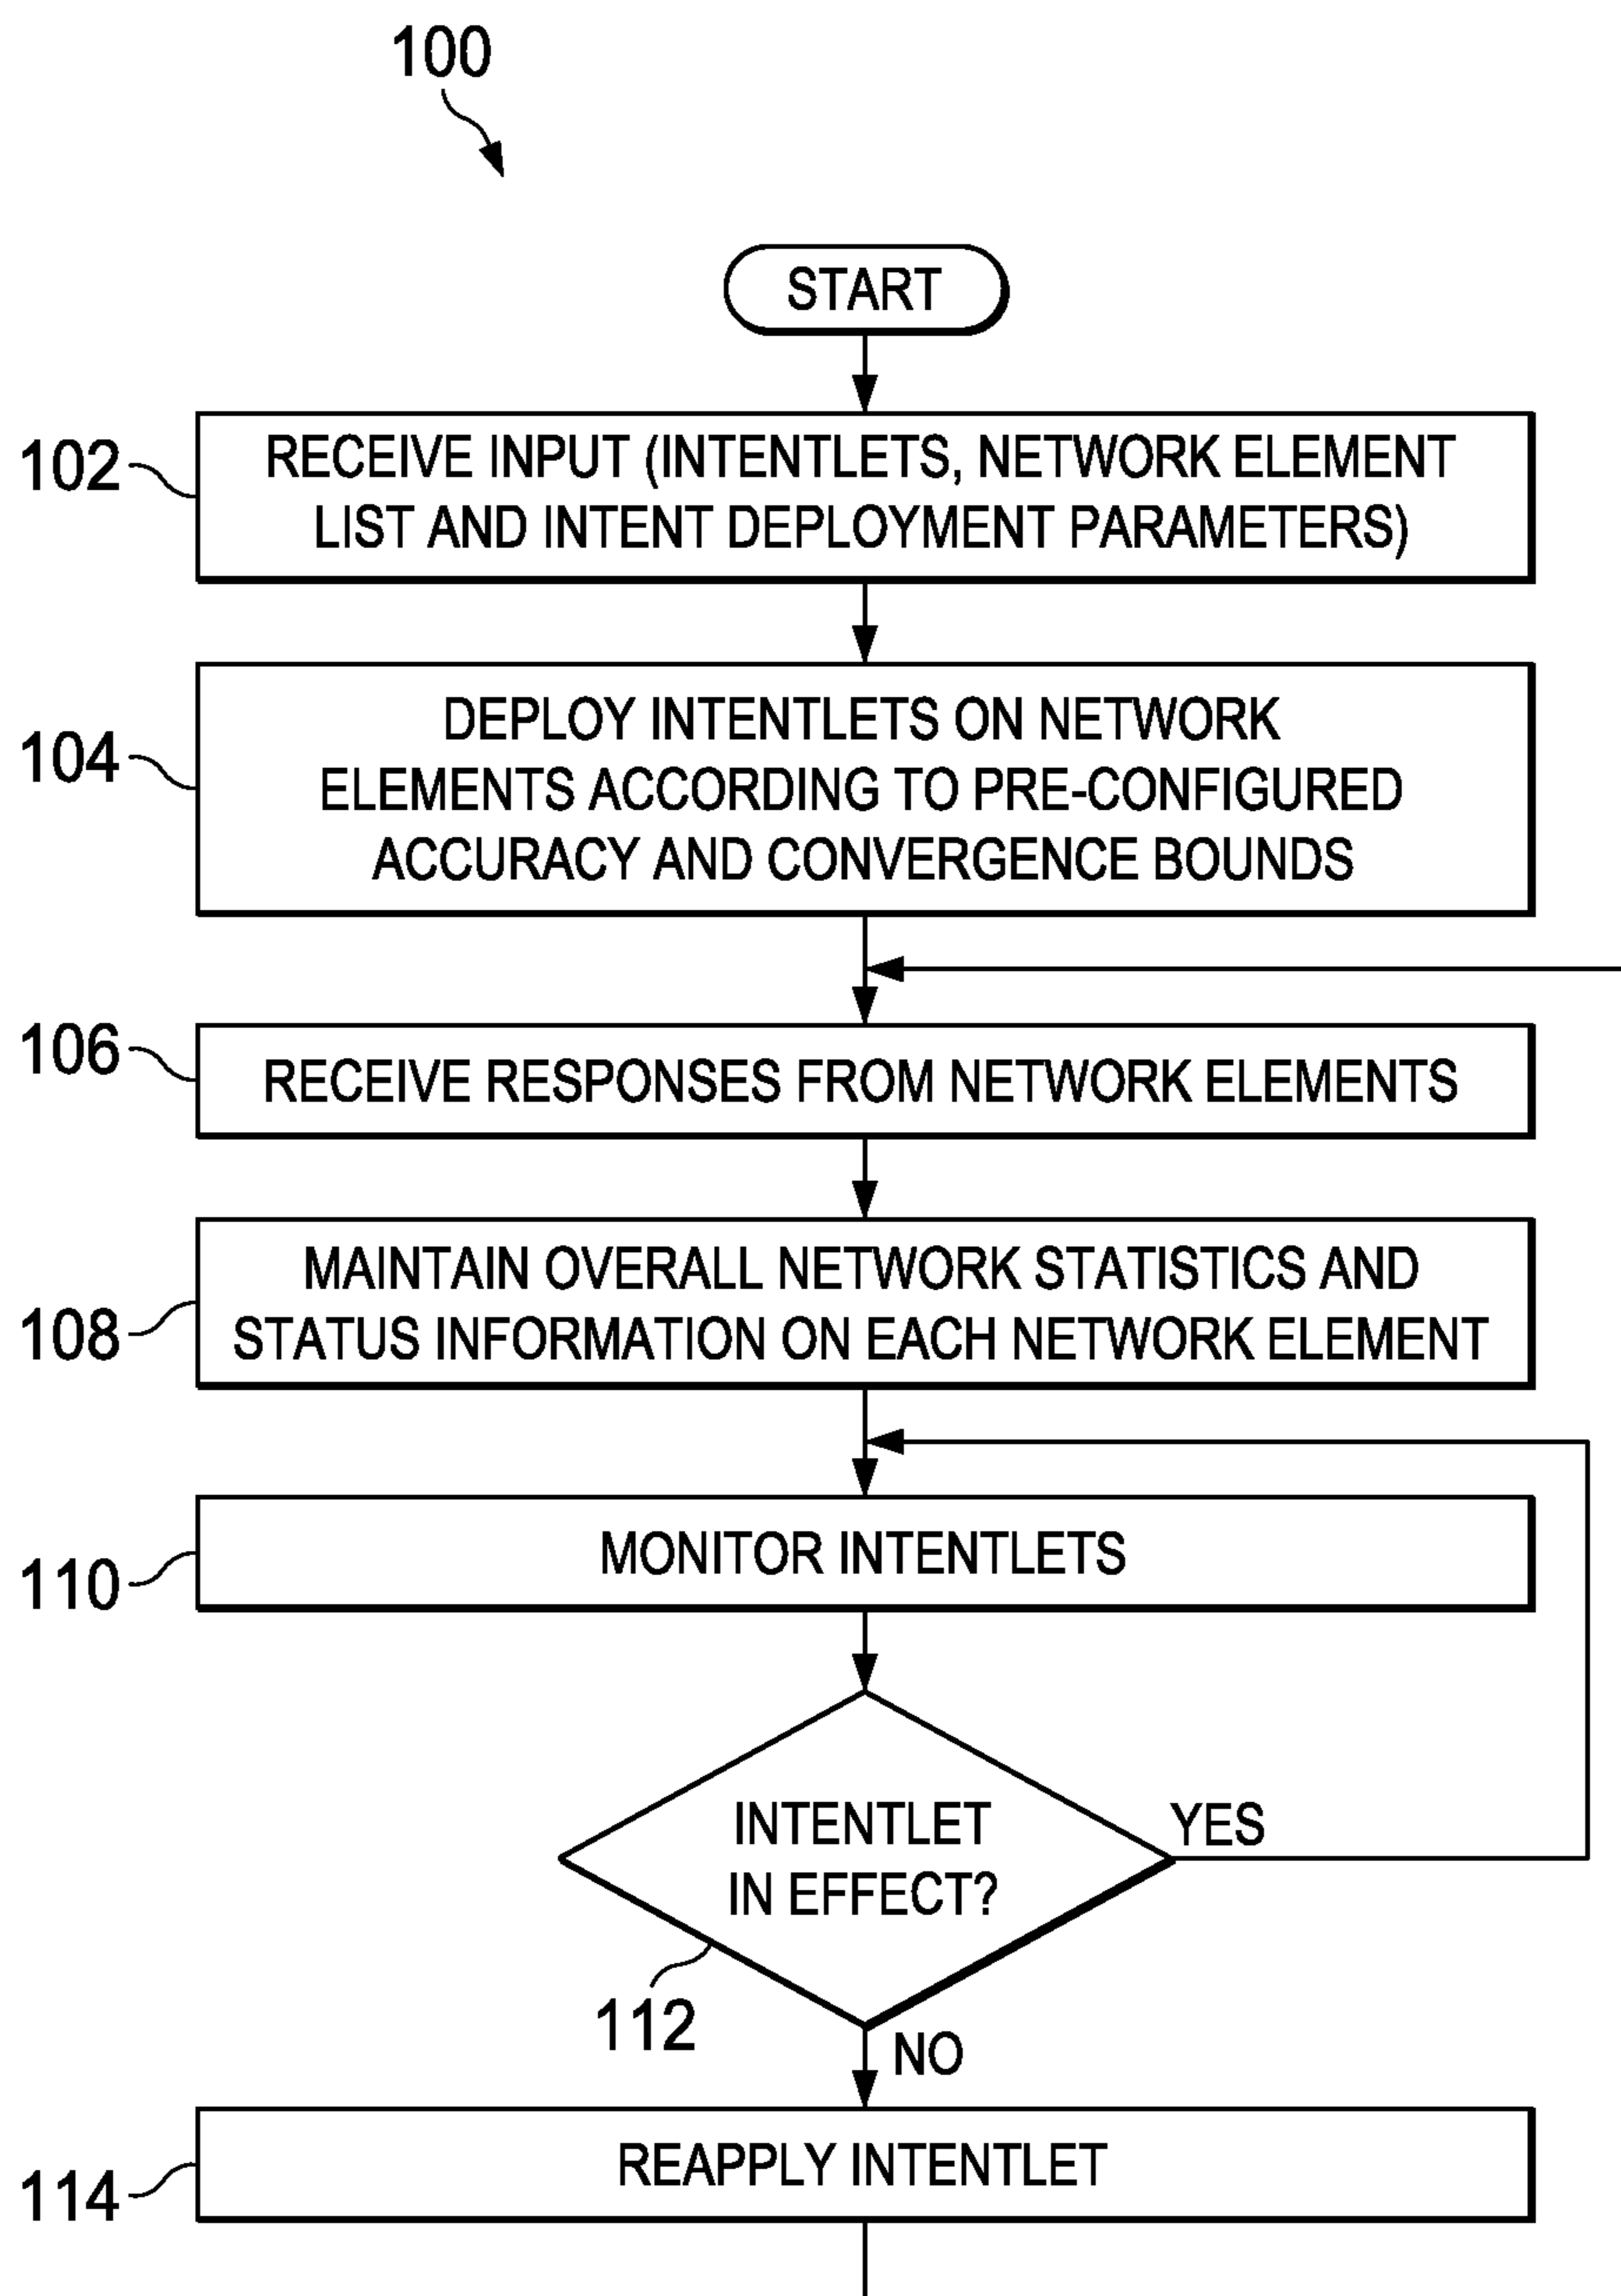 100
START
102
RECEIVE INPUT (INTENTLETS, NETWORK ELEMENT
LIST AND INTENT DEPLOYMENT PARAMETERS)
104
DEPLOY INTENTLETS ON NETWORK
ELEMENTS ACCORDING TO PRE-CONFIGURED
ACCURACY AND CONVERGENCE BOUNDS
106
RECEIVE RESPONSES FROM NETWORK ELEMENTS
108
MAINTAIN OVERALL NETWORK STATISTICS AND
STATUS INFORMATION ON EACH NETWORK ELEMENT
110
MONITOR INTENTLETS
INTENTLET
IN EFFECT?
YES
112
NO
114
REAPPLY INTENTLET